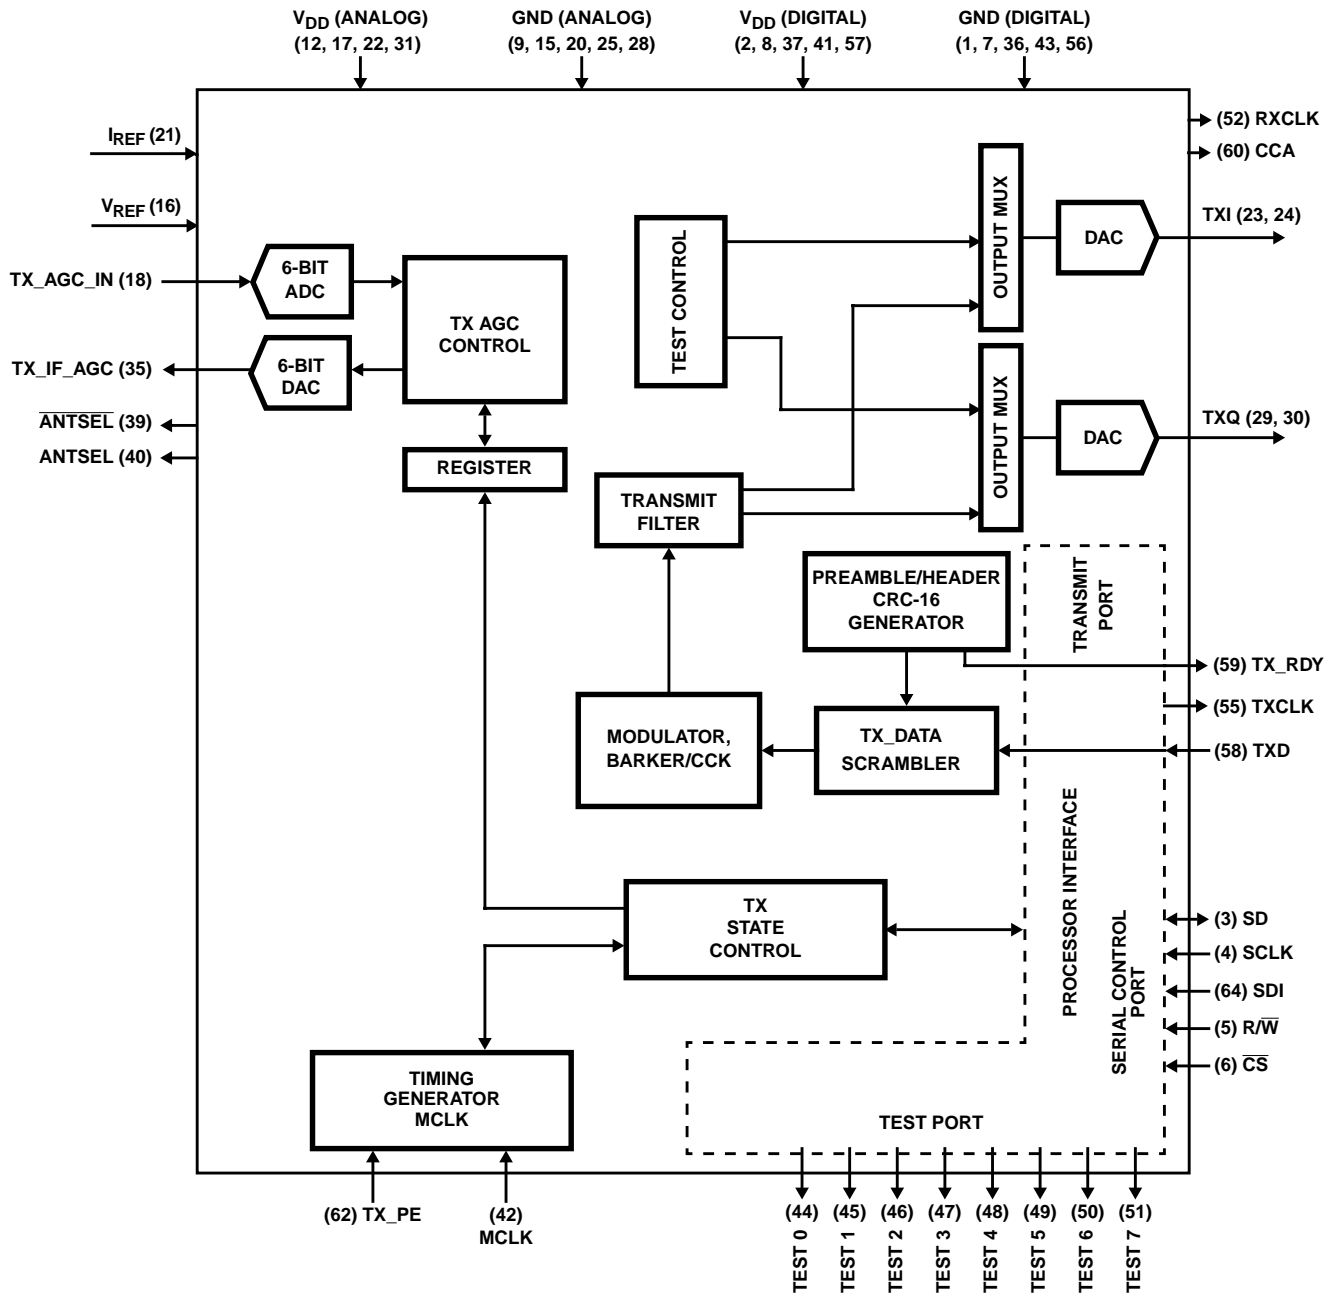 VDD (ANALOG)
(12, 17, 22, 31)
GND (ANALOG)
(9, 15, 20, 25, 28)
VDD (DIGITAL)
(2, 8, 37, 41, 57)
GND (DIGITAL)
(1, 7, 36, 43, 56)
IREF (21)
VREF (16)
TX_AGC_IN (18)
TX_IF_AGC (35)
A̅N̅T̅S̅E̅L̅ (39)
ANTSEL (40)
6-BIT
ADC
6-BIT
DAC
TX AGC
CONTROL
REGISTER
TEST CONTROL
OUTPUT MUX
DAC
OUTPUT MUX
DAC
(52) RXCLK
(60) CCA
TXI (23, 24)
TXQ (29, 30)
TRANSMIT
FILTER
PREAMBLE/HEADER
CRC-16
GENERATOR
TRANSMIT
PORT
(59) TX_RDY
(55) TXCLK
(58) TXD
MODULATOR,
BARKER/CCK
TX_DATA
SCRAMBLER
PROCESSOR INTERFACE
SERIAL CONTROL
PORT
TX
STATE
CONTROL
(3) SD
(4) SCLK
(64) SDI
(5) R/W̅
(6) C̅S̅
TIMING
GENERATOR
MCLK
TEST PORT
(62) TX_PE
(42)
MCLK
(44)
TEST 0
(45)
TEST 1
(46)
TEST 2
(47)
TEST 3
(48)
TEST 4
(49)
TEST 5
(50)
TEST 6
(51)
TEST 7